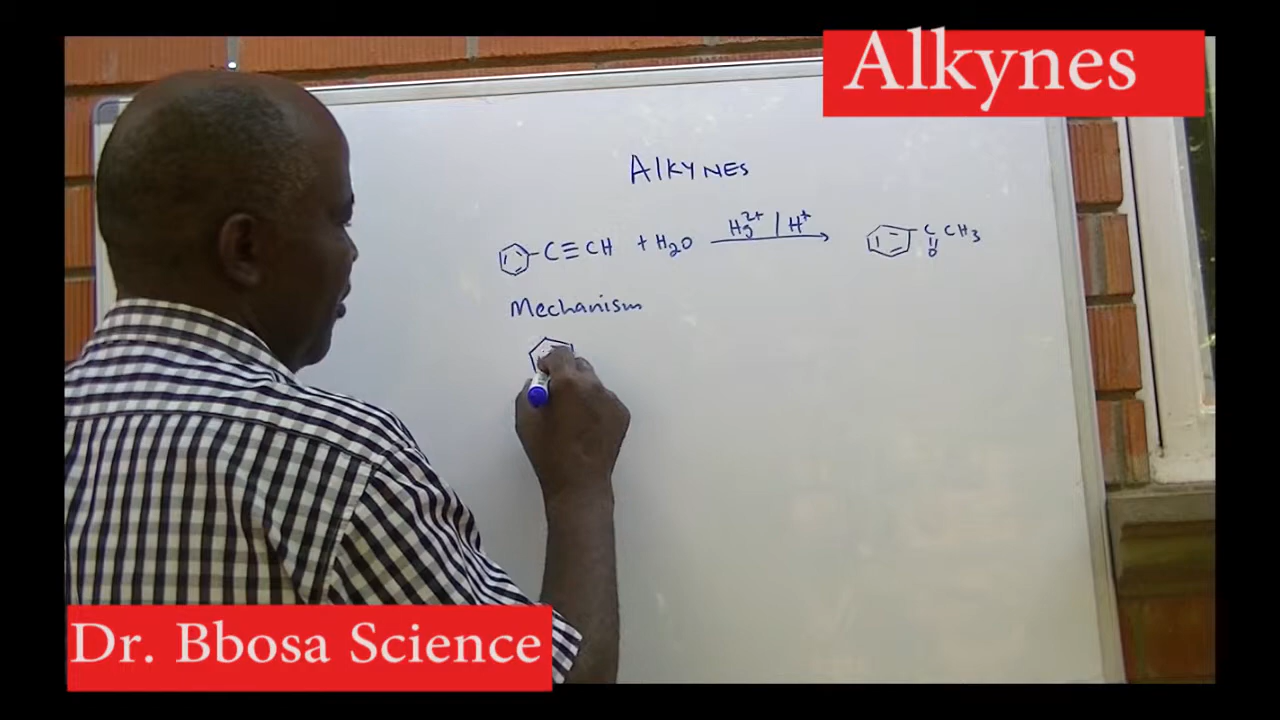 Alkynes
ALKYNES
C≡CH + H₂O Hg²⁺ / H⁺ → C CH₃
O
Mechanism
Dr. Bbosa Science